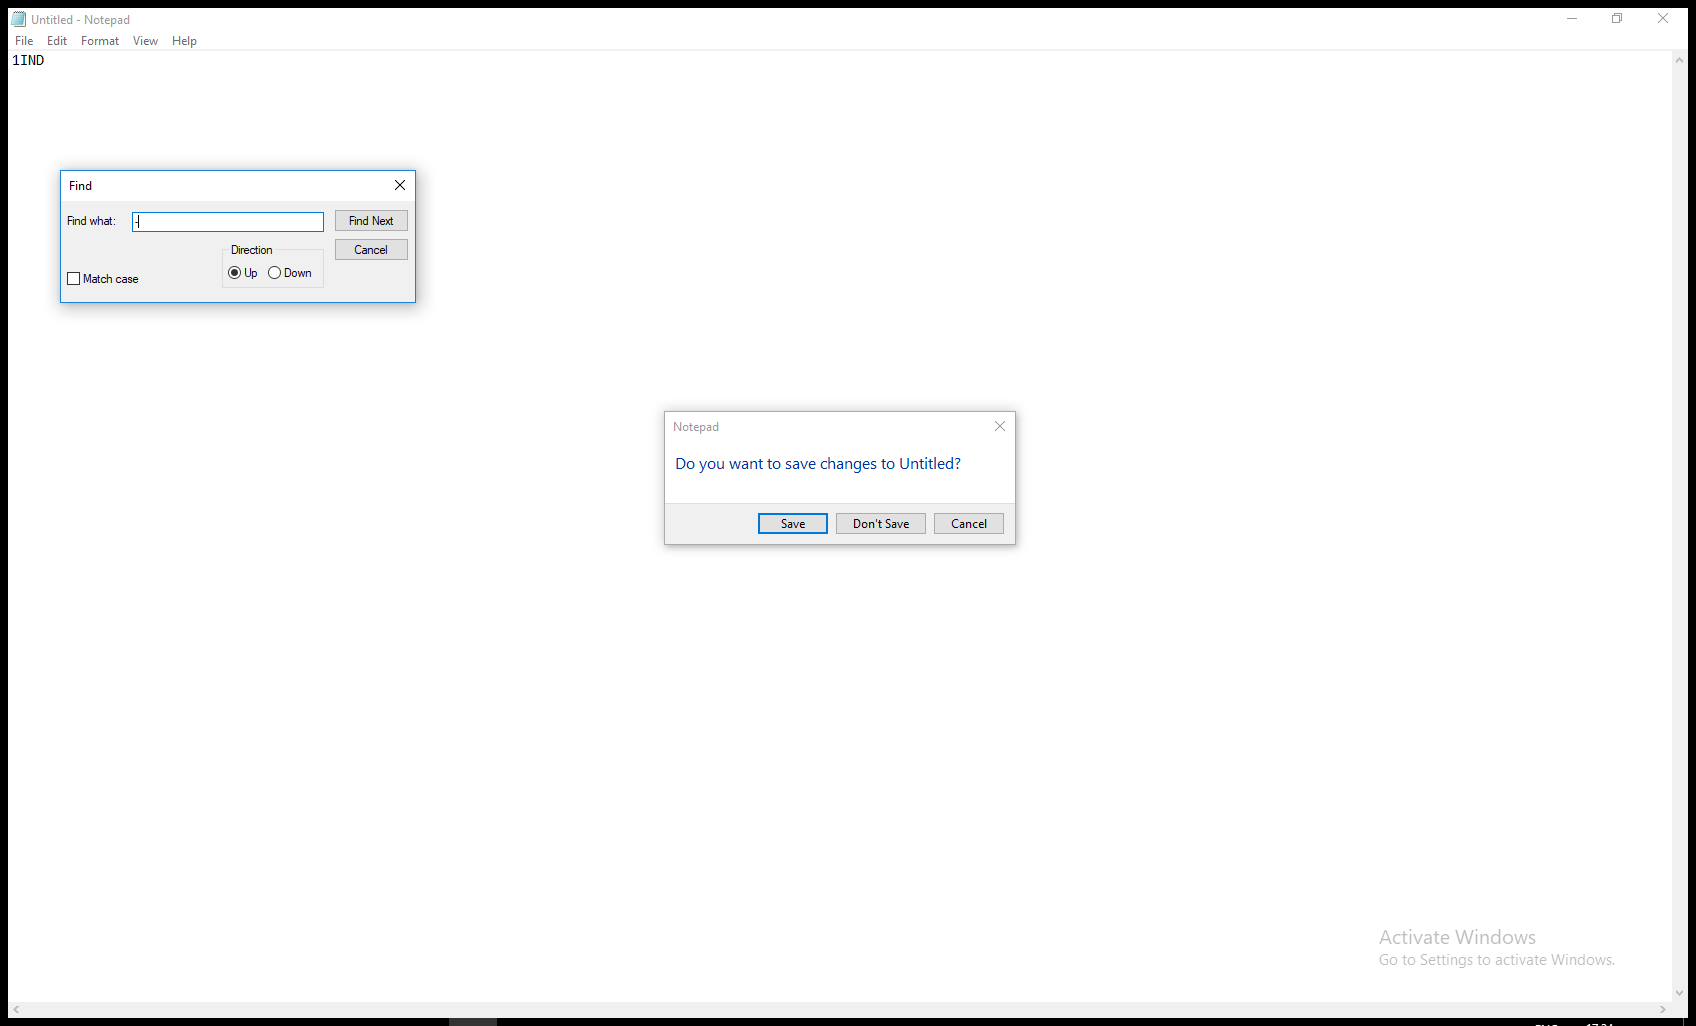 Untitled - Notepad
File Edit Format View Help
1IND
Find
Find what: -
Find Next
Direction
Cancel
Up Down
Match case
Notepad
Do you want to save changes to Untitled?
Save Don't Save Cancel
Activate Windows
Go to Settings to activate Windows.